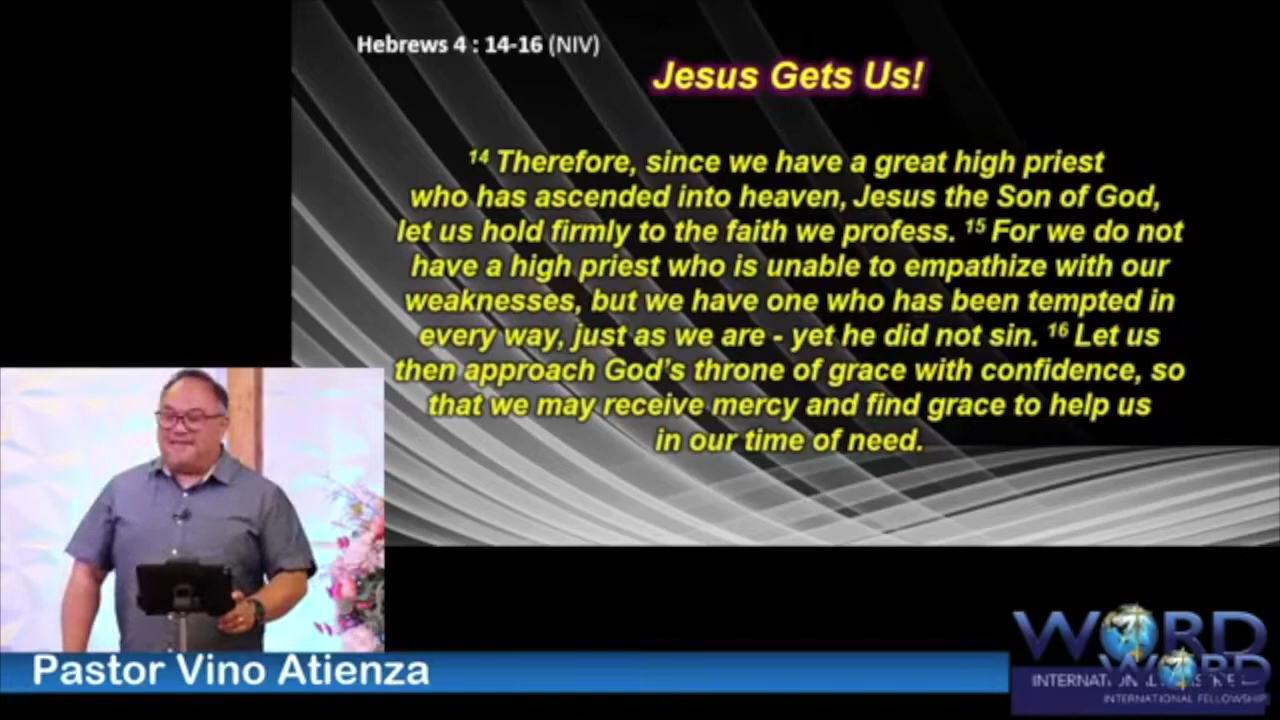 Hebrews 4 : 14-16 (NIV)
Jesus Gets Us!
¹⁴ Therefore, since we have a great high priest
who has ascended into heaven, Jesus the Son of God,
let us hold firmly to the faith we profess. ¹⁵ For we do not
have a high priest who is unable to empathize with our
weaknesses, but we have one who has been tempted in
every way, just as we are - yet he did not sin. ¹⁶ Let us
then approach God's throne of grace with confidence, so
that we may receive mercy and find grace to help us
in our time of need.
Pastor Vino Atienza
WORD
WORD
INTERNATIONAL
INTERNATIONAL FELLOWSHIP